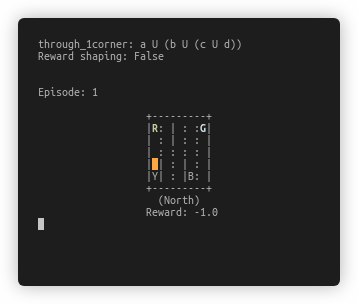 through_1corner: a U (b U (c U d))
Reward shaping: False
Episode: 1
+---------+
|R: | : :G|
| : | : : |
| : : : : |
| | : | : |
|Y| : |B: |
+---------+
(North)
Reward: -1.0